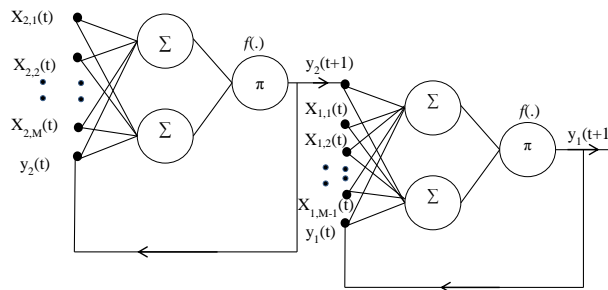 X2,1(t)
X2,2(t)
X2,M(t)
y2(t)
Σ
Σ
f(.)
π
y2(t+1)
X1,1(t)
X1,2(t)
X1,M-1(t)
y1(t)
Σ
Σ
f(.)
π
y1(t+1